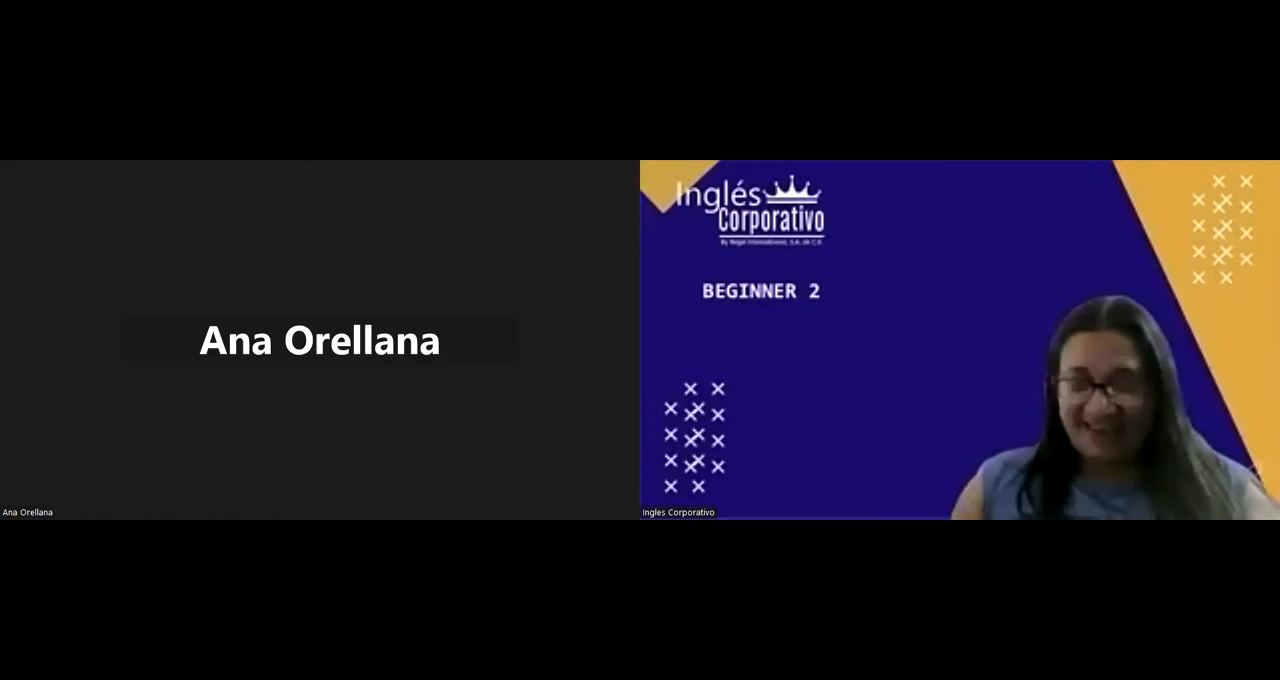 Ana Orellana
Ana Orellana
Inglés
Corporativo
BEGINNER 2
Ingles Corporativo